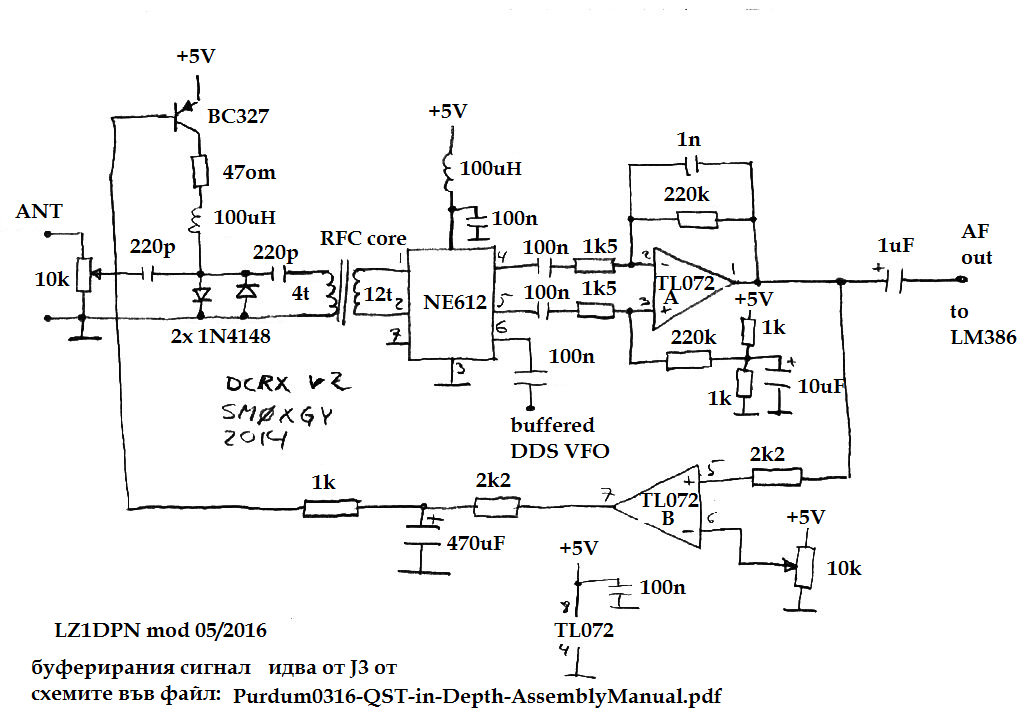 +5V
BC327
47om
100uH
ANT
10k
220p
220p
RFC core
4t
12t
2x 1N4148
+5V
100uH
100n
1
2
7
3
4
5
6
NE612
100n
1k5
100n
1k5
100n
buffered
DDS VFO
1n
220k
2
-
3
+
1
TL072
A
220k
+5V
1k
1k
+
10uF
1uF
+
AF
out
to
LM386
DCRX V2
SMØXGY
2014
1k
2k2
+
470uF
7
TL072
B
+
5
-
6
2k2
+5V
10k
+5V
100n
8
TL072
4
LZ1DPN mod 05/2016
буферирания сигнал идва от J3 от
схемите във файл: Purdum0316-QST-in-Depth-AssemblyManual.pdf